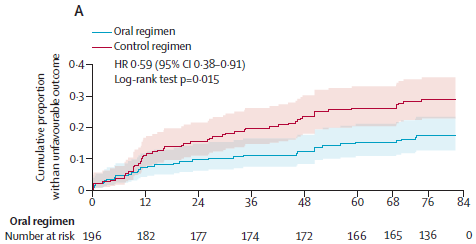 A
Oral regimen
Control regimen
HR 0·59 (95% CI 0·38–0·91)
Log-rank test p=0·015
Cumulative proportion
with an unfavourable outcome
0·4
0·3
0·2
0·1
0
0 12 24 36 48 60 68 76 84
Oral regimen
Number at risk 196 182 177 174 172 166 165 136 0